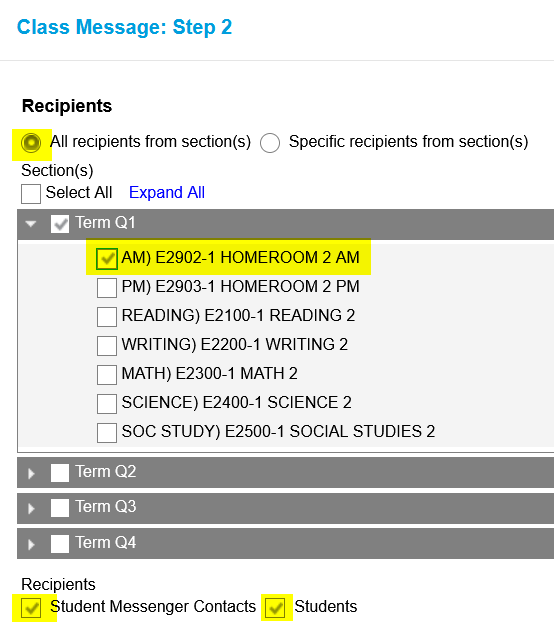 Class Message: Step 2
Recipients
All recipients from section(s) Specific recipients from section(s)
Section(s)
Select All Expand All
Term Q1
AM) E2902-1 HOMEROOM 2 AM
PM) E2903-1 HOMEROOM 2 PM
READING) E2100-1 READING 2
WRITING) E2200-1 WRITING 2
MATH) E2300-1 MATH 2
SCIENCE) E2400-1 SCIENCE 2
SOC STUDY) E2500-1 SOCIAL STUDIES 2
Term Q2
Term Q3
Term Q4
Recipients
Student Messenger Contacts Students